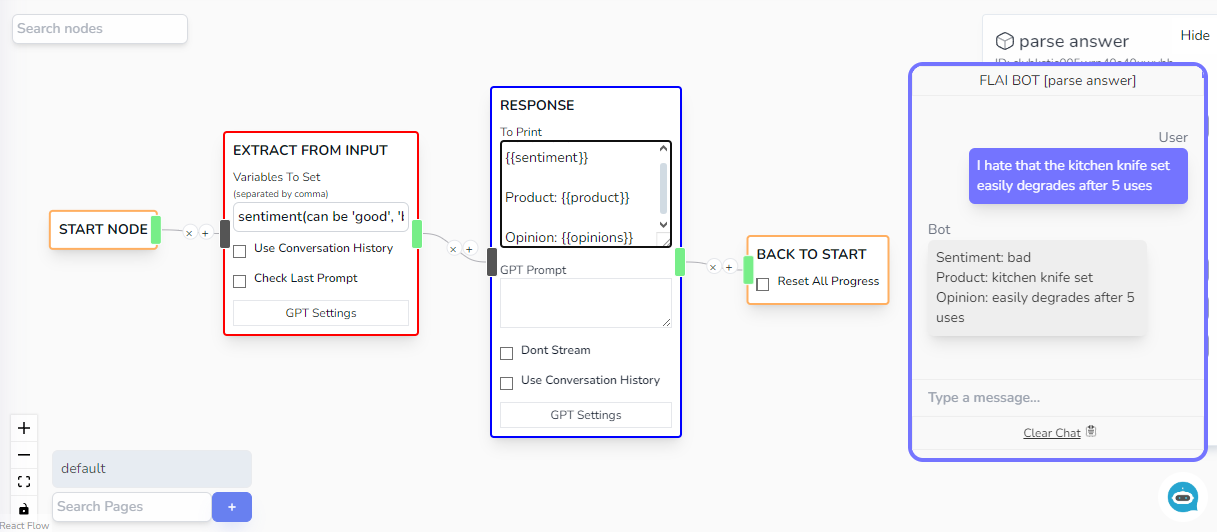 Search nodes
START NODE
EXTRACT FROM INPUT
Variables To Set
(separated by comma)
sentiment(can be 'good', 'b
Use Conversation History
Check Last Prompt
GPT Settings
RESPONSE
To Print
{{sentiment}}
Product: {{product}}
Opinion: {{opinions}}
GPT Prompt
Dont Stream
Use Conversation History
GPT Settings
BACK TO START
Reset All Progress
parse answer
Hide
FLAI BOT [parse answer]
User
I hate that the kitchen knife set
easily degrades after 5 uses
Bot
Sentiment: bad
Product: kitchen knife set
Opinion: easily degrades after 5
uses
Type a message...
Clear Chat
default
Search Pages
+
React Flow